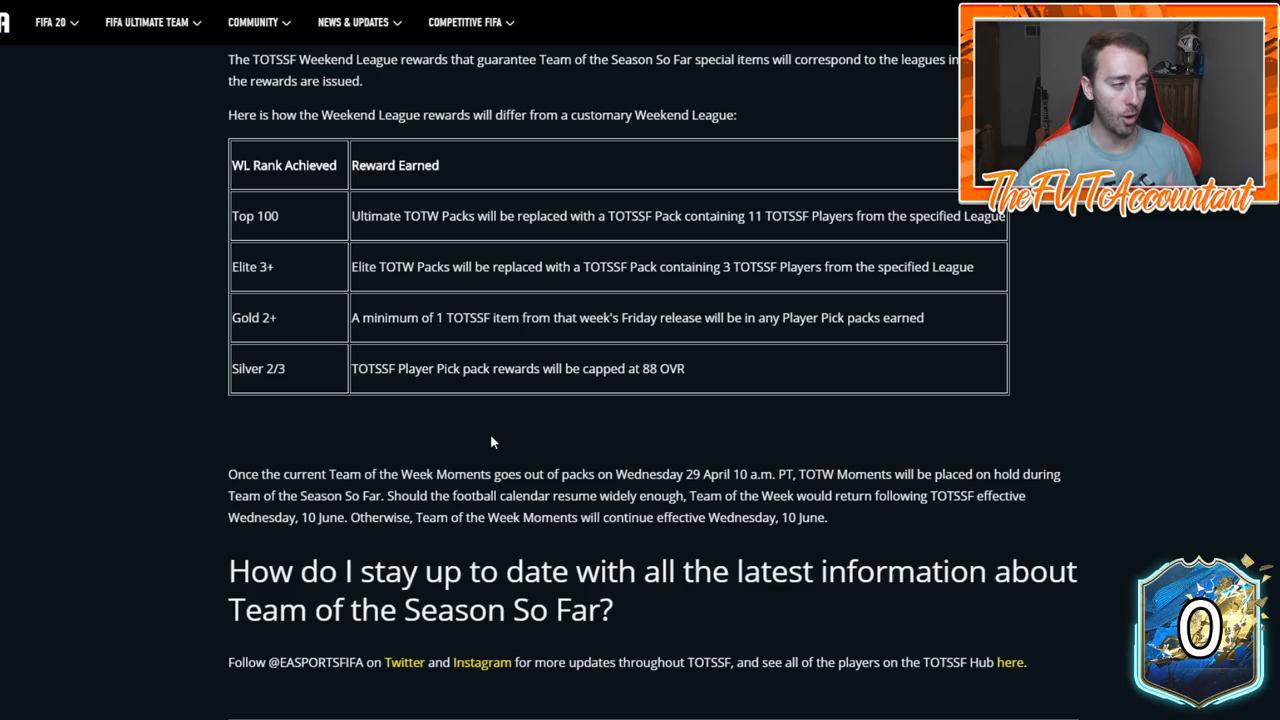 FIFA 20
FIFA ULTIMATE TEAM
COMMUNITY
NEWS & UPDATES
COMPETITIVE FIFA
The TOTSSF Weekend League rewards that guarantee Team of the Season So Far special items will correspond to the leagues in
the rewards are issued.
Here is how the Weekend League rewards will differ from a customary Weekend League:
WL Rank Achieved
Reward Earned
Top 100
Ultimate TOTW Packs will be replaced with a TOTSSF Pack containing 11 TOTSSF Players from the specified League
Elite 3+
Elite TOTW Packs will be replaced with a TOTSSF Pack containing 3 TOTSSF Players from the specified League
Gold 2+
A minimum of 1 TOTSSF item from that week's Friday release will be in any Player Pick packs earned
Silver 2/3
TOTSSF Player Pick pack rewards will be capped at 88 OVR
Once the current Team of the Week Moments goes out of packs on Wednesday 29 April 10 a.m. PT, TOTW Moments will be placed on hold during
Team of the Season So Far. Should the football calendar resume widely enough, Team of the Week would return following TOTSSF effective
Wednesday, 10 June. Otherwise, Team of the Week Moments will continue effective Wednesday, 10 June.
How do I stay up to date with all the latest information about
Team of the Season So Far?
Follow @EASPORTSFIFA on Twitter and Instagram for more updates throughout TOTSSF, and see all of the players on the TOTSSF Hub here.
TheFUTAccountant
0